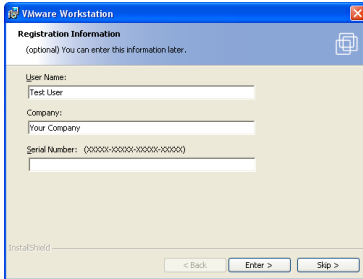 VMware Workstation
Registration Information
(optional) You can enter this information later.
User Name:
Test User
Company:
Your Company
Serial Number: (XXXXX-XXXXX-XXXXX-XXXXX)
InstallShield
< Back Enter > Skip >